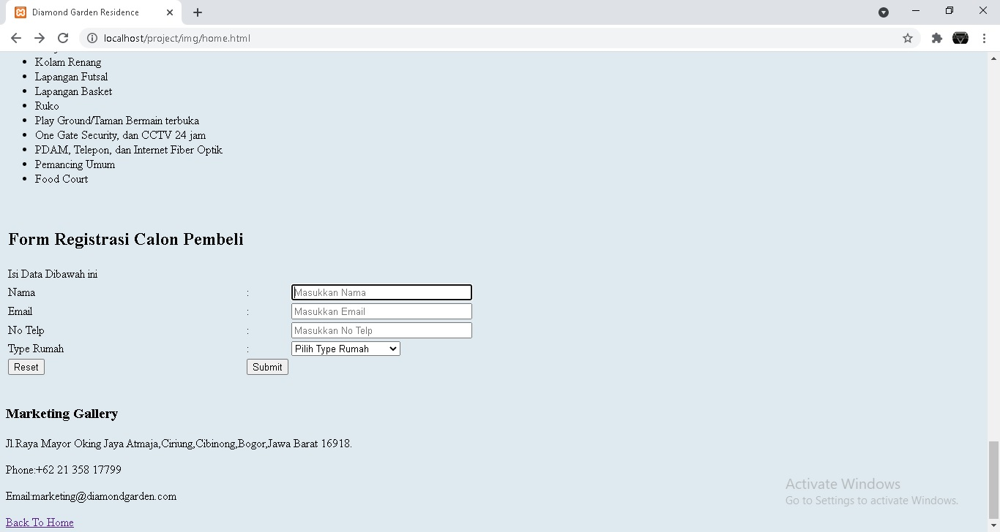 Diamond Garden Residence
localhost/project/img/home.html
Kolam Renang
Lapangan Futsal
Lapangan Basket
Ruko
Play Ground/Taman Bermain terbuka
One Gate Security, dan CCTV 24 jam
PDAM, Telepon, dan Internet Fiber Optik
Pemancing Umum
Food Court
Form Registrasi Calon Pembeli
Isi Data Dibawah ini
Nama : Masukkan Nama
Email : Masukkan Email
No Telp : Masukkan No Telp
Type Rumah : Pilih Type Rumah
Reset Submit
Marketing Gallery
Jl.Raya Mayor Oking Jaya Atmaja,Ciriung,Cibinong,Bogor,Jawa Barat 16918.
Phone:+62 21 358 17799
Email:marketing@diamondgarden.com
Back To Home
Activate Windows
Go to Settings to activate Windows.